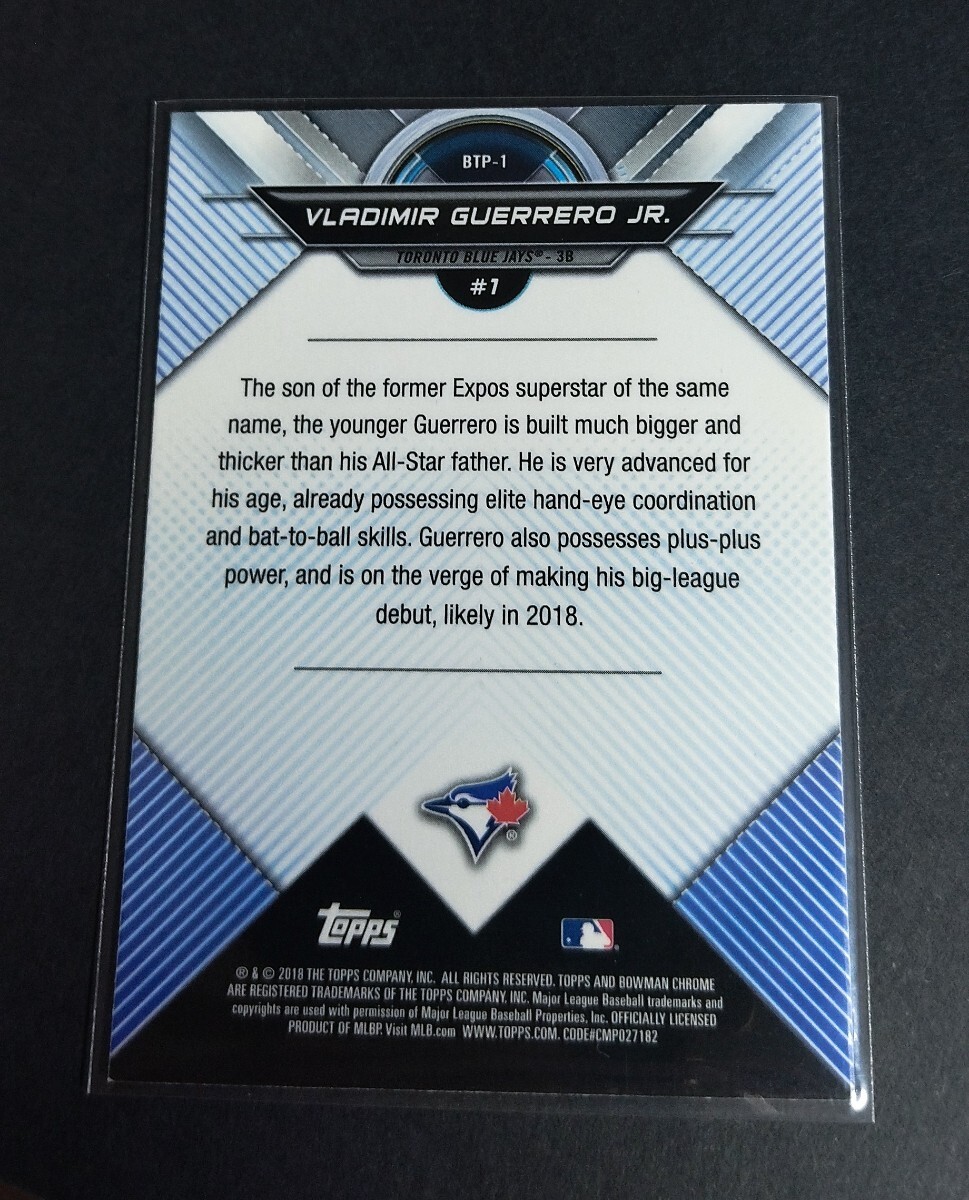 BTP-1
VLADIMIR GUERRERO JR.
TORONTO BLUE JAYS® - 3B
#1
The son of the former Expos superstar of the same
name, the younger Guerrero is built much bigger and
thicker than his All-Star father. He is very advanced for
his age, already possessing elite hand-eye coordination
and bat-to-ball skills. Guerrero also possesses plus-plus
power, and is on the verge of making his big-league
debut, likely in 2018.
®
topps®
®
® & © 2018 THE TOPPS COMPANY, INC. ALL RIGHTS RESERVED. TOPPS AND BOWMAN CHROME
ARE REGISTERED TRADEMARKS OF THE TOPPS COMPANY, INC. Major League Baseball trademarks and
copyrights are used with permission of Major League Baseball Properties, Inc. OFFICIALLY LICENSED
PRODUCT OF MLBP. Visit MLB.com WWW.TOPPS.COM. CODE#CMP027182